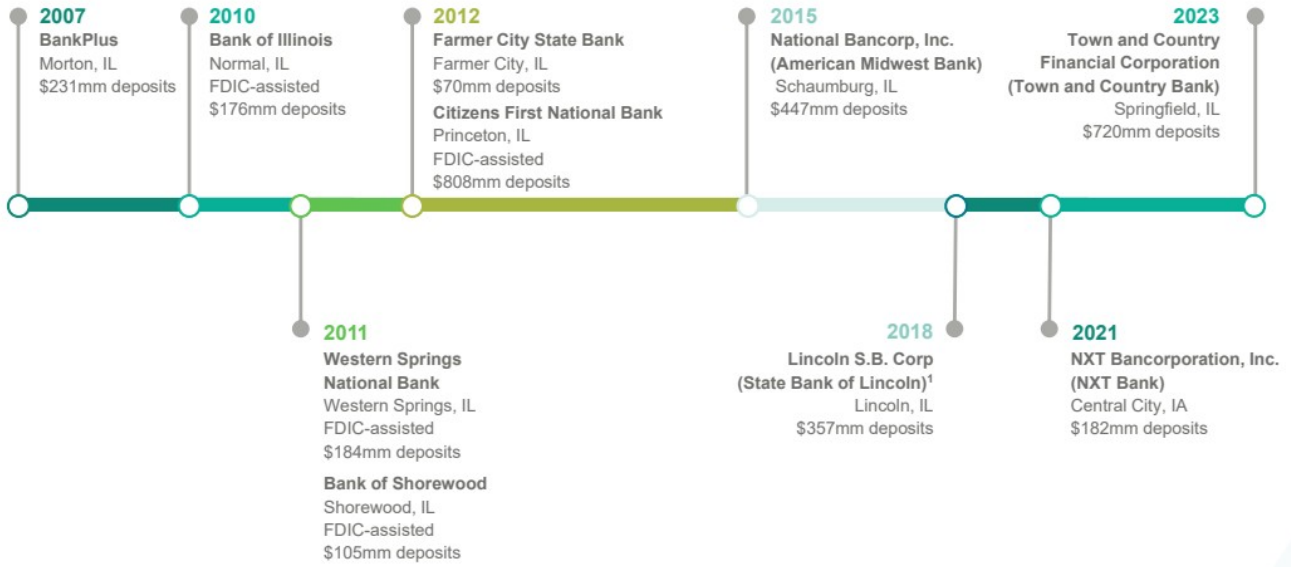 2007
BankPlus
Morton, IL
$231mm deposits
2010
Bank of Illinois
Normal, IL
FDIC-assisted
$176mm deposits
2012
Farmer City State Bank
Farmer City, IL
$70mm deposits
Citizens First National Bank
Princeton, IL
FDIC-assisted
$808mm deposits
2015
National Bancorp, Inc.
(American Midwest Bank)
Schaumburg, IL
$447mm deposits
2023
Town and Country
Financial Corporation
(Town and Country Bank)
Springfield, IL
$720mm deposits
2011
Western Springs
National Bank
Western Springs, IL
FDIC-assisted
$184mm deposits
Bank of Shorewood
Shorewood, IL
FDIC-assisted
$105mm deposits
2018
Lincoln S.B. Corp
(State Bank of Lincoln)¹
Lincoln, IL
$357mm deposits
2021
NXT Bancorporation, Inc.
(NXT Bank)
Central City, IA
$182mm deposits